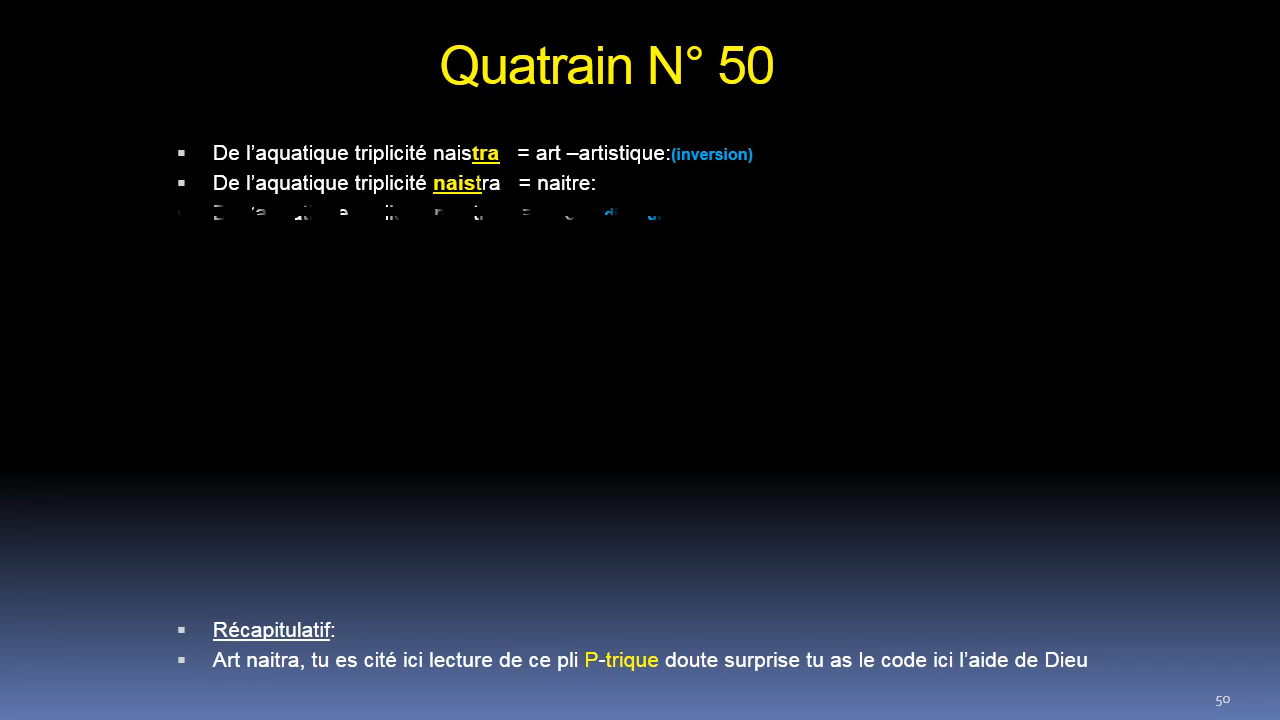 Quatrain N° 50
De l’aquatique triplicité naistra = art –artistique:(inversion)
De l’aquatique triplicité naistra = naitre:
Récapitulatif:
Art naitra, tu es cité ici lecture de ce pli P-trique doute surprise tu as le code ici l’aide de Dieu
50